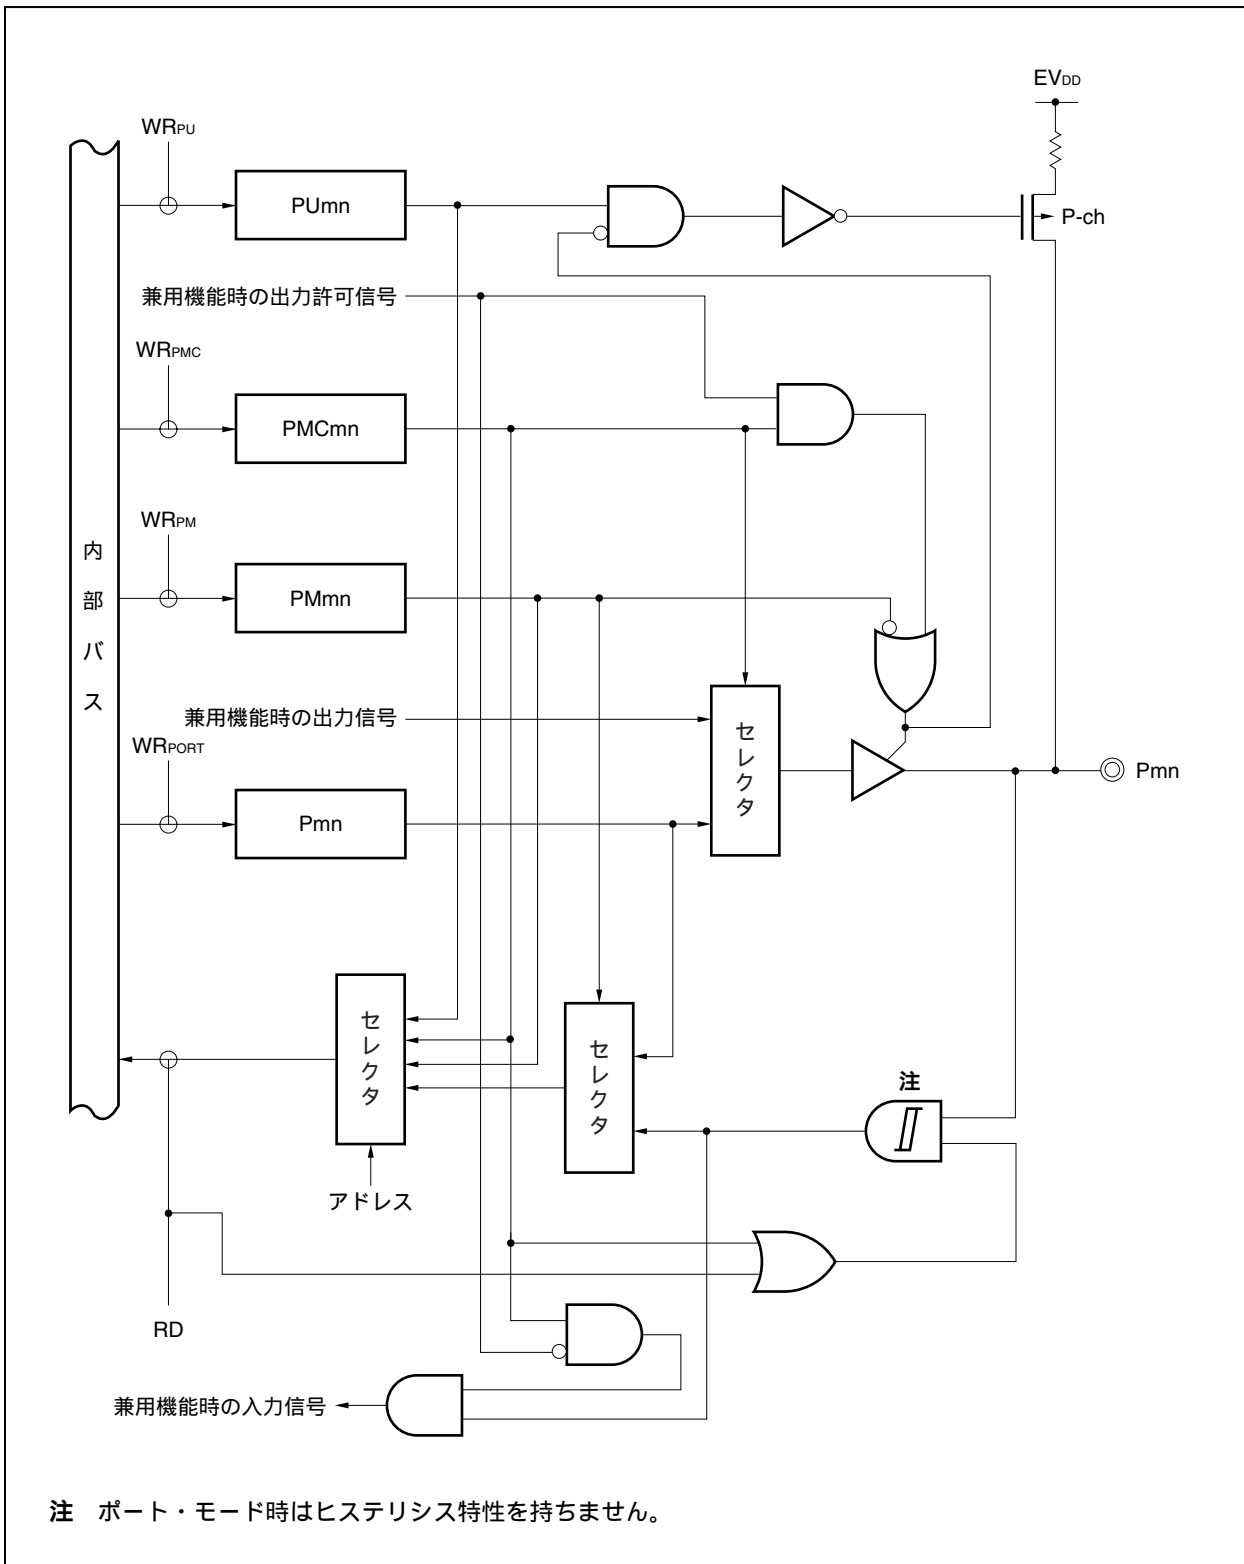 EVDD
WRPU
PUmn
P-ch
兼用機能時の出力許可信号
WRPMC
PMCmn
WRPM
内部バス
PMmn
兼用機能時の出力信号
セレクタ
WRPORT
Pmn
Pmn
セレクタ
セレクタ
注
アドレス
RD
兼用機能時の入力信号
注 ポート・モード時はヒステリシス特性を持ちません。